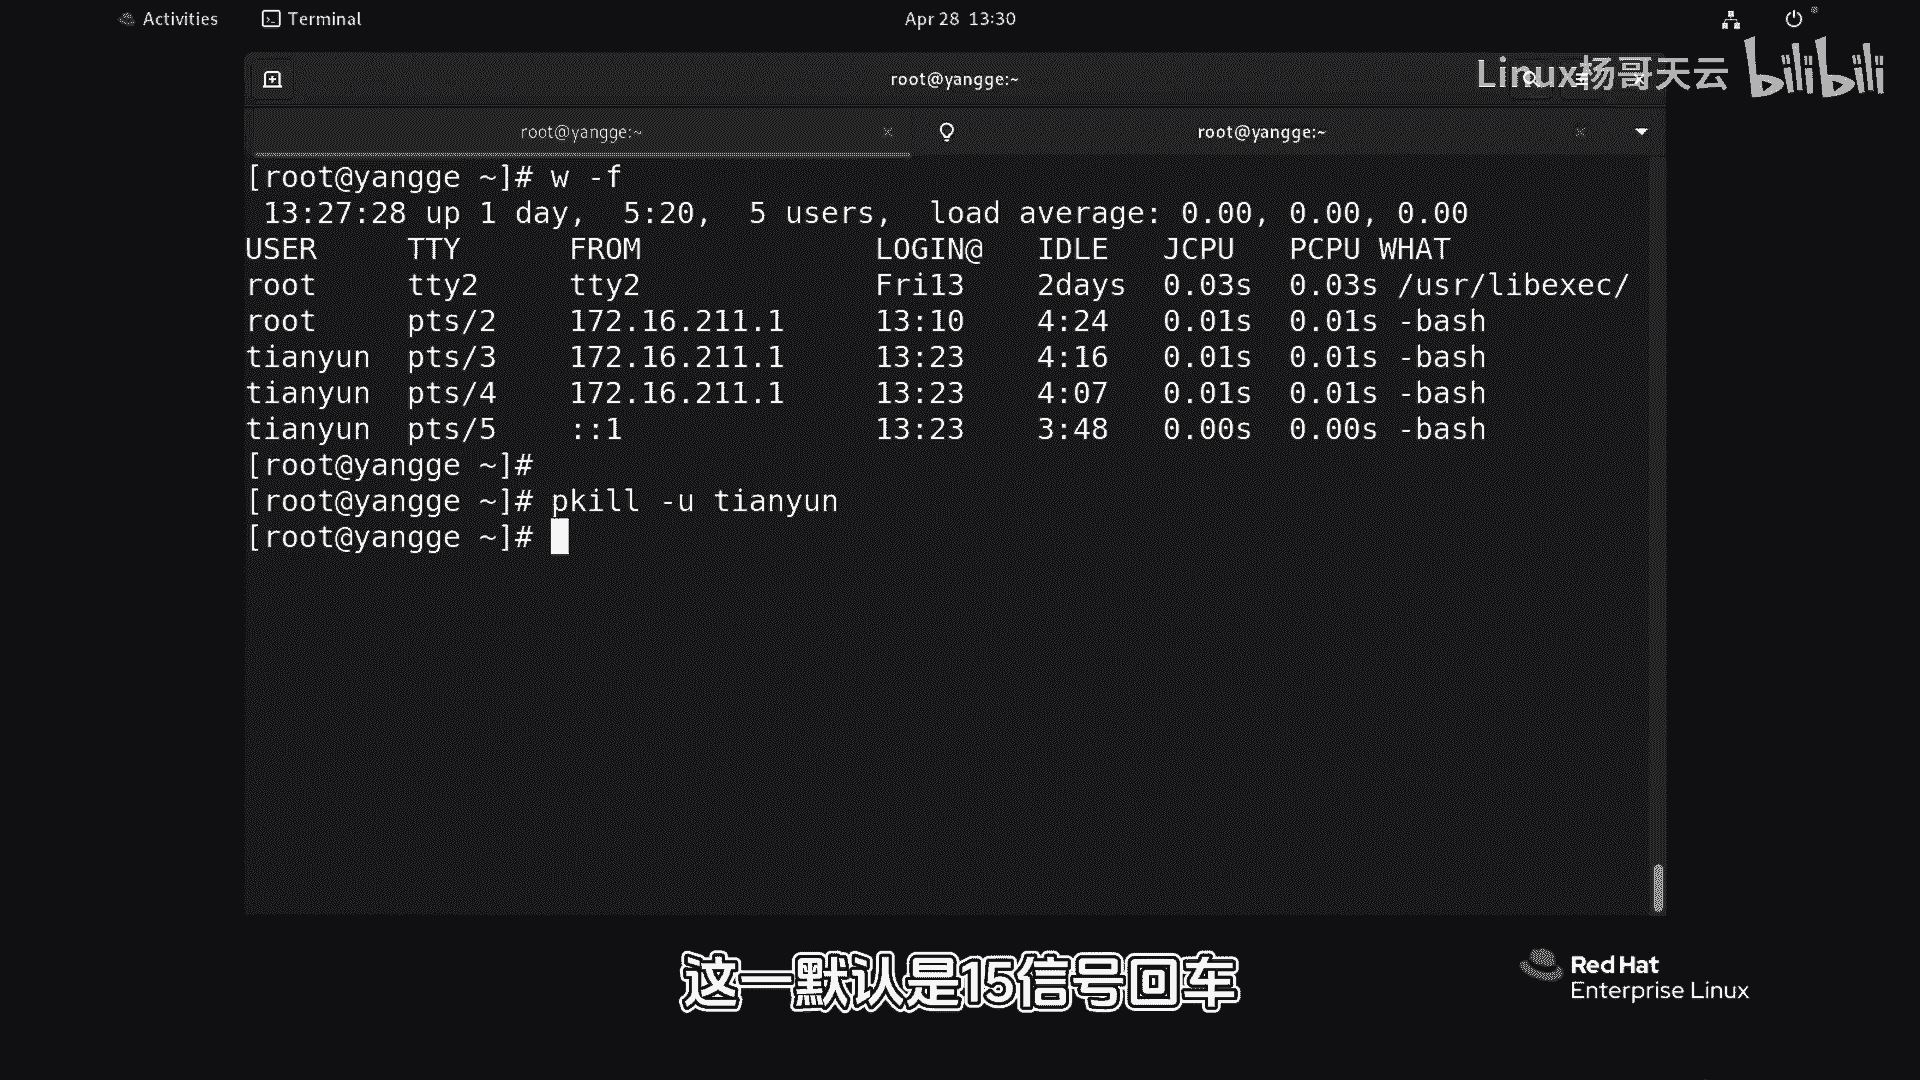 Activities Terminal Apr 28 13:30
root@yangge:~
Linux杨哥天云 bilibili
root@yangge:~ × root@yangge:~ ×
[root@yangge ~]# w -f
13:27:28 up 1 day, 5:20, 5 users, load average: 0.00, 0.00, 0.00
USER TTY FROM LOGIN@ IDLE JCPU PCPU WHAT
root tty2 tty2 Fri13 2days 0.03s 0.03s /usr/libexec/
root pts/2 172.16.211.1 13:10 4:24 0.01s 0.01s -bash
tianyun pts/3 172.16.211.1 13:23 4:16 0.01s 0.01s -bash
tianyun pts/4 172.16.211.1 13:23 4:07 0.01s 0.01s -bash
tianyun pts/5 ::1 13:23 3:48 0.00s 0.00s -bash
[root@yangge ~]#
[root@yangge ~]# pkill -u tianyun
[root@yangge ~]#
这一默认是15信号回车
Red Hat
Enterprise Linux